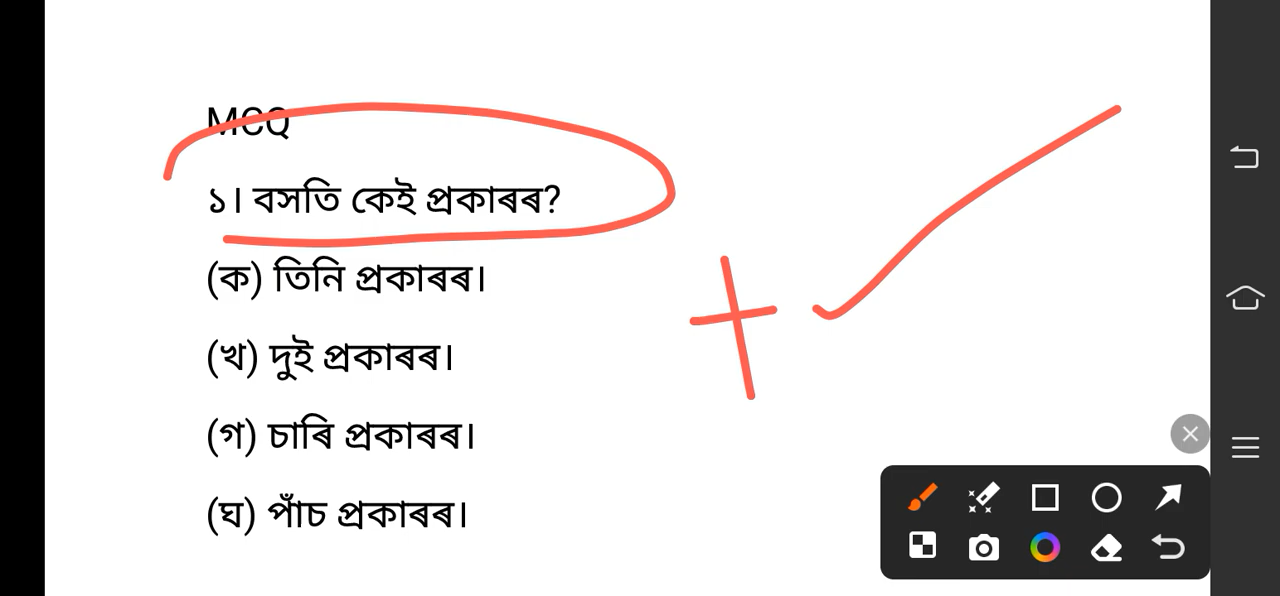 MCQ
১। বসতি কেই প্ৰকাৰৰ?
(ক) তিনি প্ৰকাৰৰ।
(খ) দুই প্ৰকাৰৰ।
(গ) চাৰি প্ৰকাৰৰ।
(ঘ) পাঁচ প্ৰকাৰৰ।